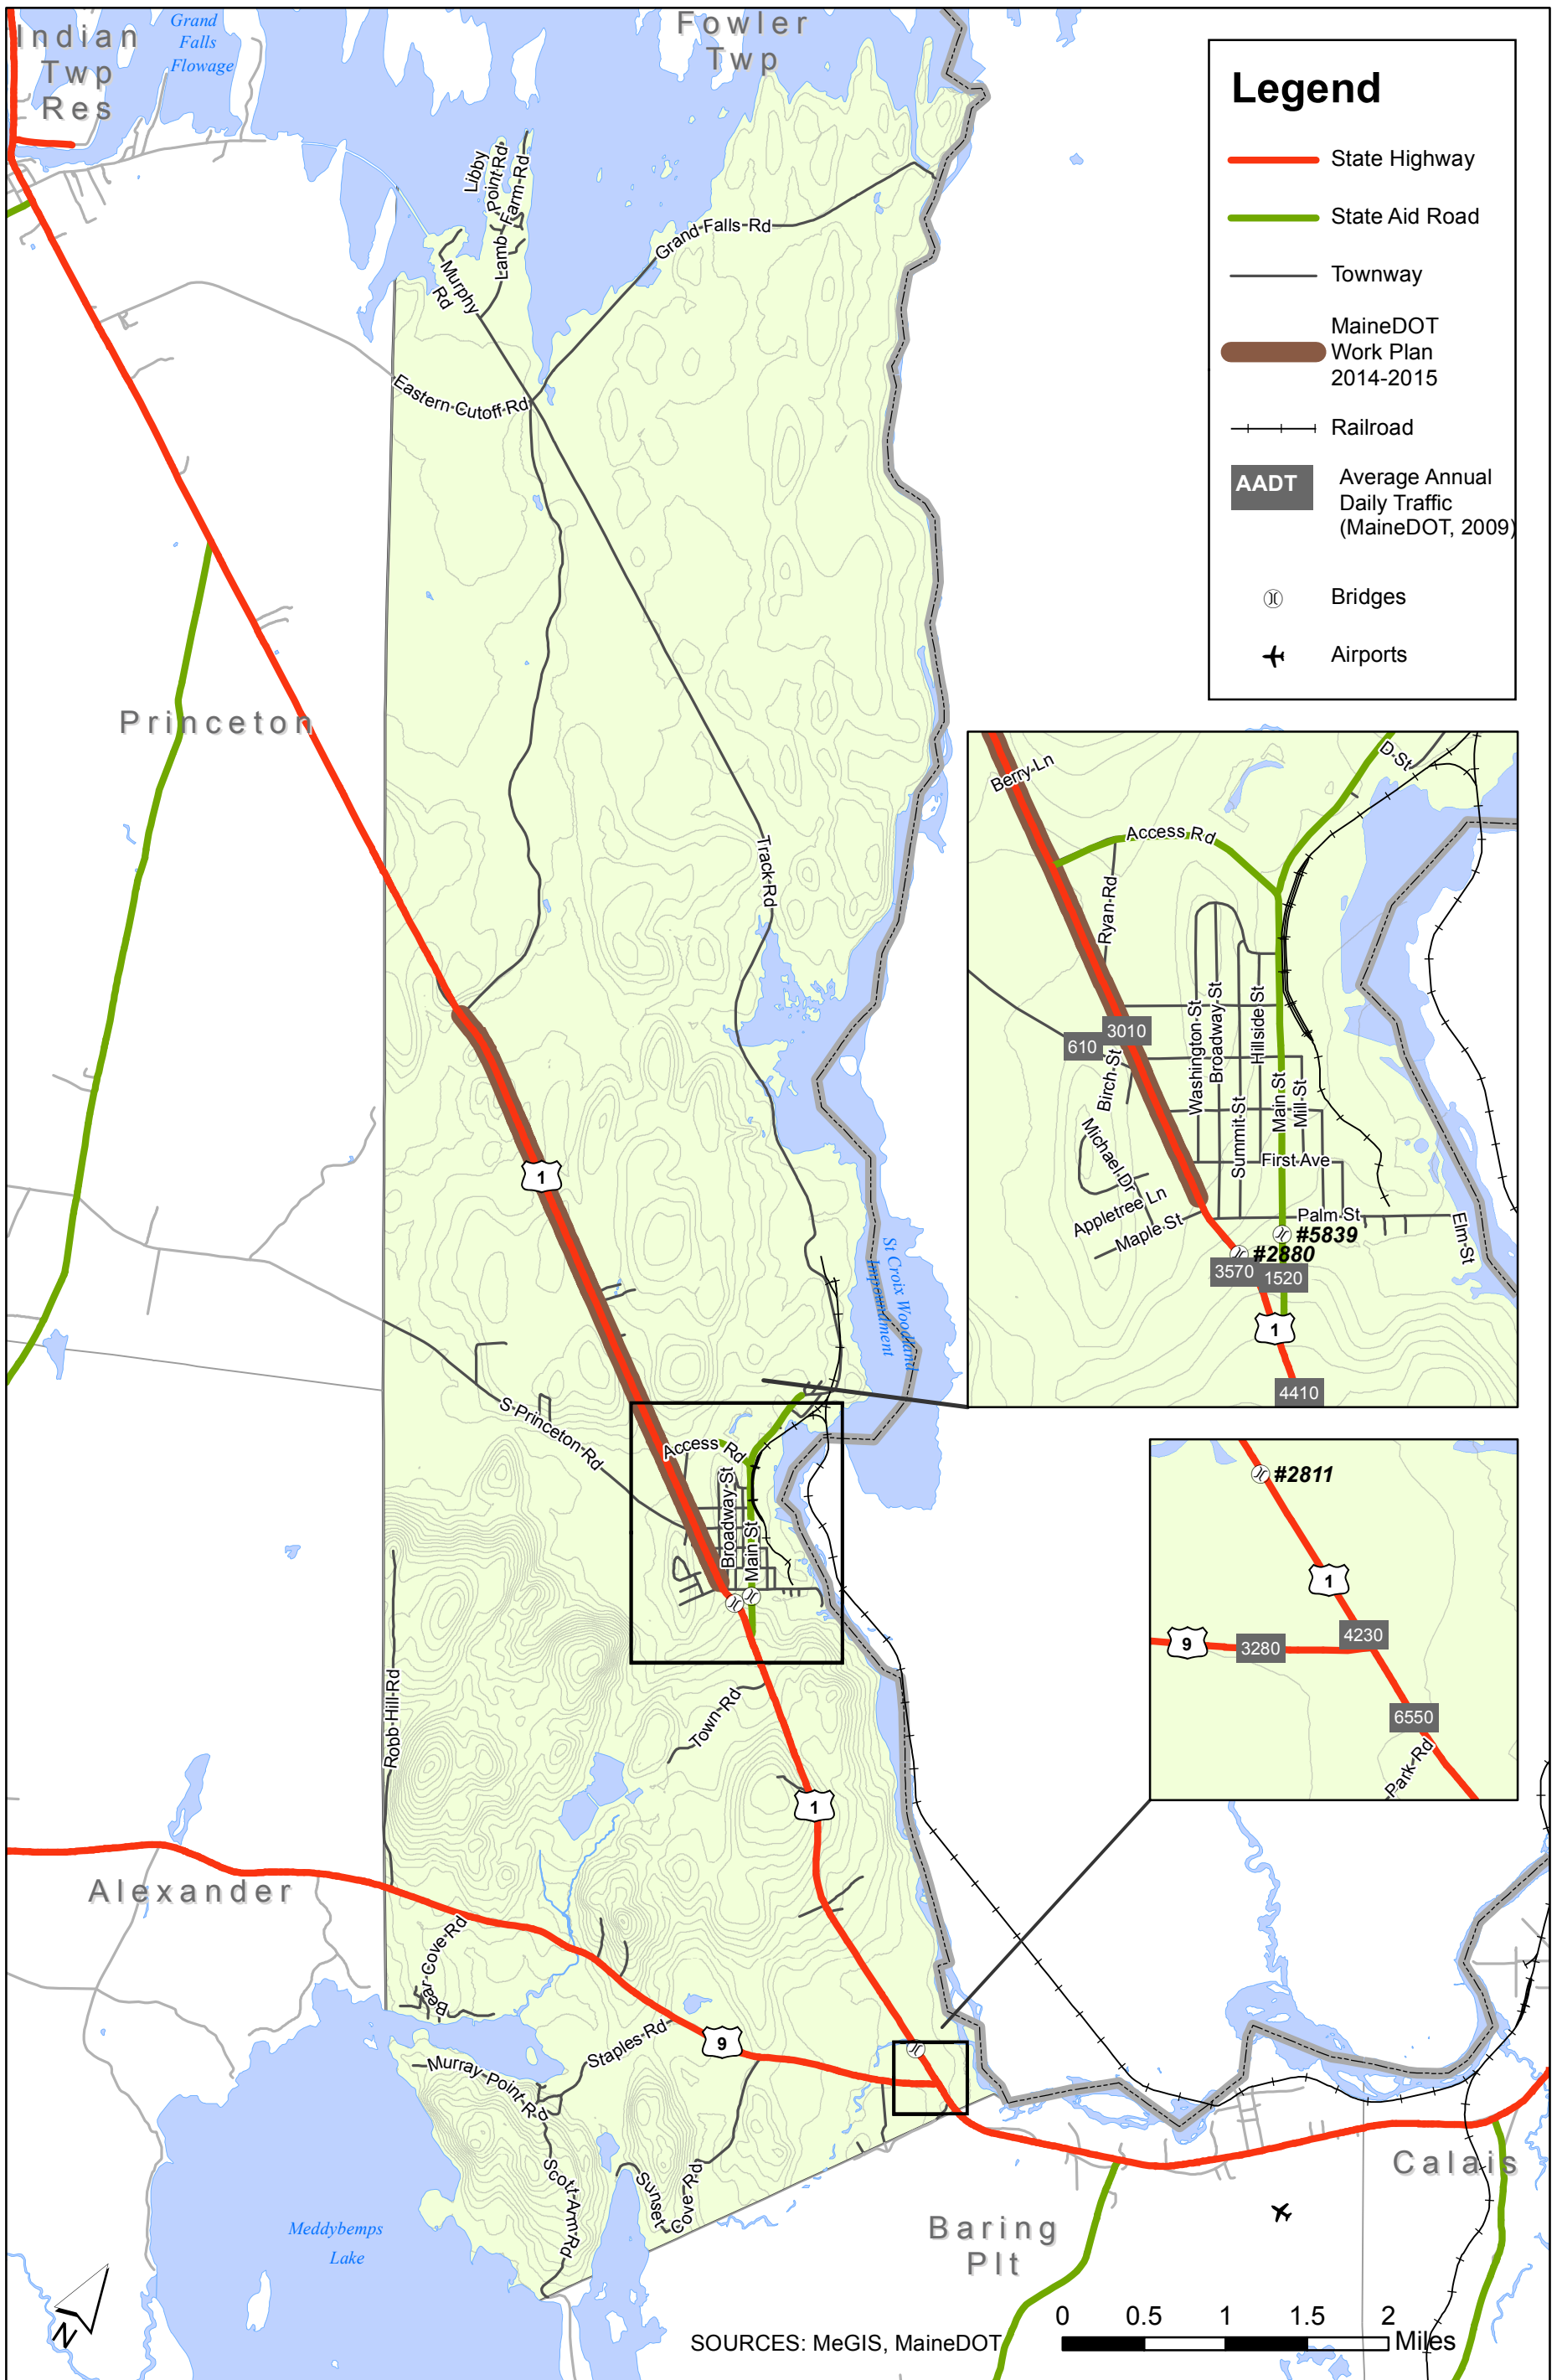 Indian
Twp
Res
Grand
Falls
Flowage
Fowler
Twp
Libby
Point Rd
Lamb Farm Rd
Murphy
Rd
Grand Falls Rd
Eastern Cutoff Rd
Princeton
Track Rd
1
St Croix Woodland
Impoundment
S Princeton Rd
Access Rd
Broadway St
Main St
Robb Hill Rd
Town Rd
1
Alexander
Bear Cove Rd
Staples Rd
9
Murray Point Rd
Scott Arm Rd
Sunset
Cove Rd
Meddybemps
Lake
Baring
Plt
Calais
N
SOURCES: MeGIS, MaineDOT
0 0.5 1 1.5 2
Miles
Legend
State Highway
State Aid Road
Townway
MaineDOT
Work Plan
2014-2015
Railroad
AADT
Average Annual
Daily Traffic
(MaineDOT, 2009)
Bridges
Airports
Berry Ln
D St
Access Rd
Ryan Rd
3010
610
Birch St
Washington St
Broadway St
Hillside St
Summit St
Main St
Mill St
Michael Dr
First Ave
Appletree Ln
Maple St
Palm St
Elm St
#5839
#2880
3570
1520
1
4410
#2811
1
9
3280
4230
6550
Park Rd